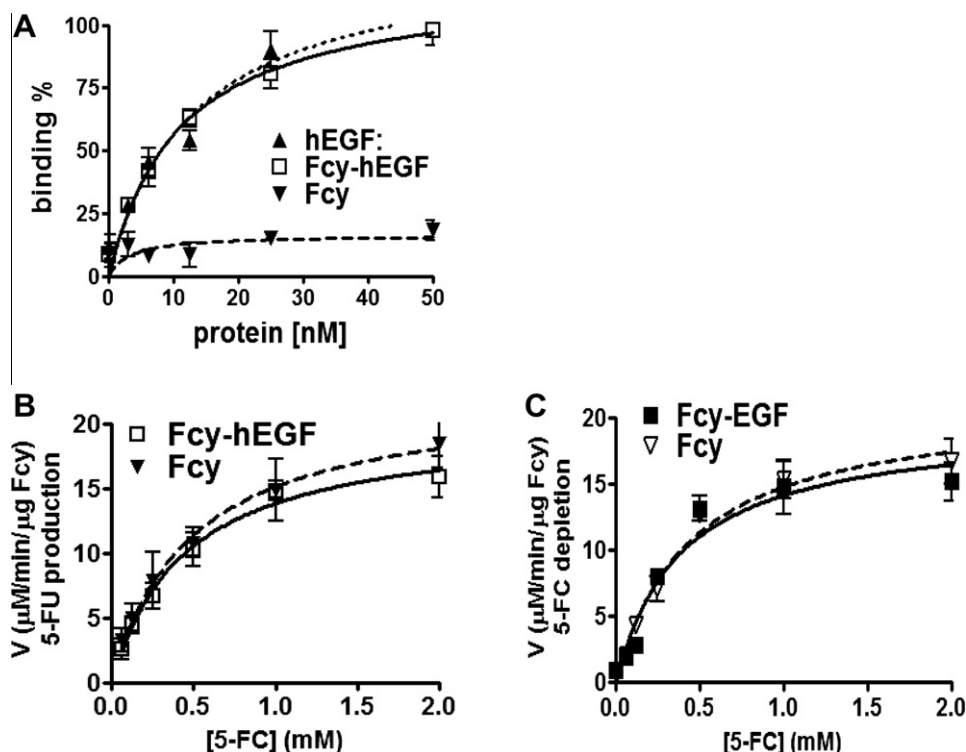 A
binding %
100
75
50
25
0
▲ hEGF:
□ Fcy-hEGF
▼ Fcy
0 10 20 30 40 50
protein [nM]
B
V (µM/min/µg Fcy)
5-FU production
20
15
10
5
0
□ Fcy-hEGF
▼ Fcy
0.0 0.5 1.0 1.5 2.0
[5-FC] (mM)
C
V (µM/min/µg Fcy)
5-FC depletion
20
15
10
5
0
■ Fcy-EGF
▽ Fcy
0.0 0.5 1.0 1.5 2.0
[5-FC] (mM)